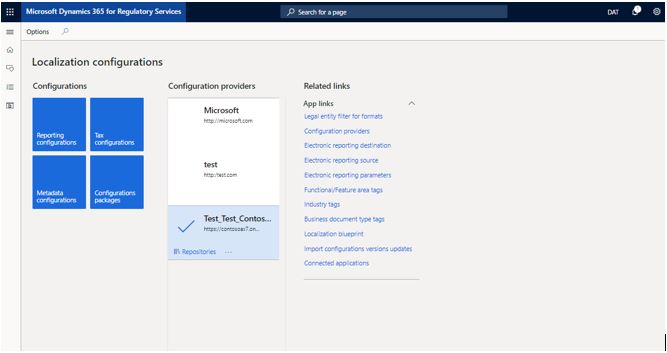 Microsoft Dynamics 365 for Regulatory Services
Search for a page
DAT
Options
Localization configurations
Configurations
Reporting
configurations
Tax
configurations
Metadata
configurations
Configurations
packages
Configuration providers
Microsoft
http://microsoft.com
test
http:/test.com
Test_Test_Contos...
https://contosoax7.on...
Repositories
...
Related links
App links
Legal entity filter for formats
Configuration providers
Electronic reporting destination
Electronic reporting source
Electronic reporting parameters
Functional/Feature area tags
Industry tags
Business document type tags
Localization blueprint
Import configurations versions updates
Connected applications